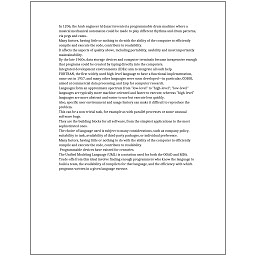 In 1206, the Arab engineer Al-Jazari invented a programmable drum machine where a
musical mechanical automaton could be made to play different rhythms and drum patterns,
via pegs and cams.
Many factors, having little or nothing to do with the ability of the computer to efficiently
compile and execute the code, contribute to readability.
It affects the aspects of quality above, including portability, usability and most importantly
maintainability.
By the late 1960s, data storage devices and computer terminals became inexpensive enough
that programs could be created by typing directly into the computers.
Integrated development environments (IDEs) aim to integrate all such help.
FORTRAN, the first widely used high-level language to have a functional implementation,
came out in 1957, and many other languages were soon developed—in particular, COBOL
aimed at commercial data processing, and Lisp for computer research.
Languages form an approximate spectrum from "low-level" to "high-level"; "low-level"
languages are typically more machine-oriented and faster to execute, whereas "high-level"
languages are more abstract and easier to use but execute less quickly.
Also, specific user environment and usage history can make it difficult to reproduce the
problem.
This can be a non-trivial task, for example as with parallel processes or some unusual
software bugs.
They are the building blocks for all software, from the simplest applications to the most
sophisticated ones.
The choice of language used is subject to many considerations, such as company policy,
suitability to task, availability of third-party packages, or individual preference.
Many factors, having little or nothing to do with the ability of the computer to efficiently
compile and execute the code, contribute to readability.
Programmable devices have existed for centuries.
The Unified Modeling Language (UML) is a notation used for both the OOAD and MDA.
Trade-offs from this ideal involve finding enough programmers who know the language to
build a team, the availability of compilers for that language, and the efficiency with which
programs written in a given language execute.